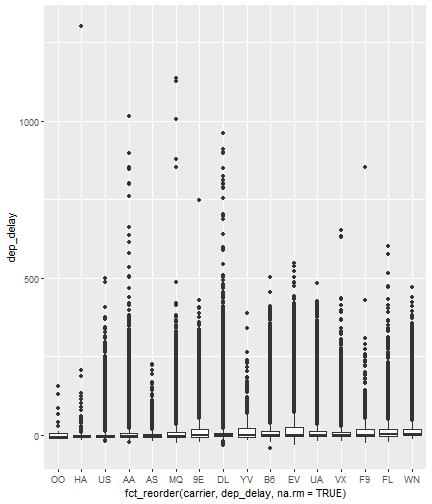 dep_delay
1000
500
0
OO HA US AA AS MQ 9E DL YV B6 EV UA VX F9 FL WN
fct_reorder(carrier, dep_delay, na.rm = TRUE)